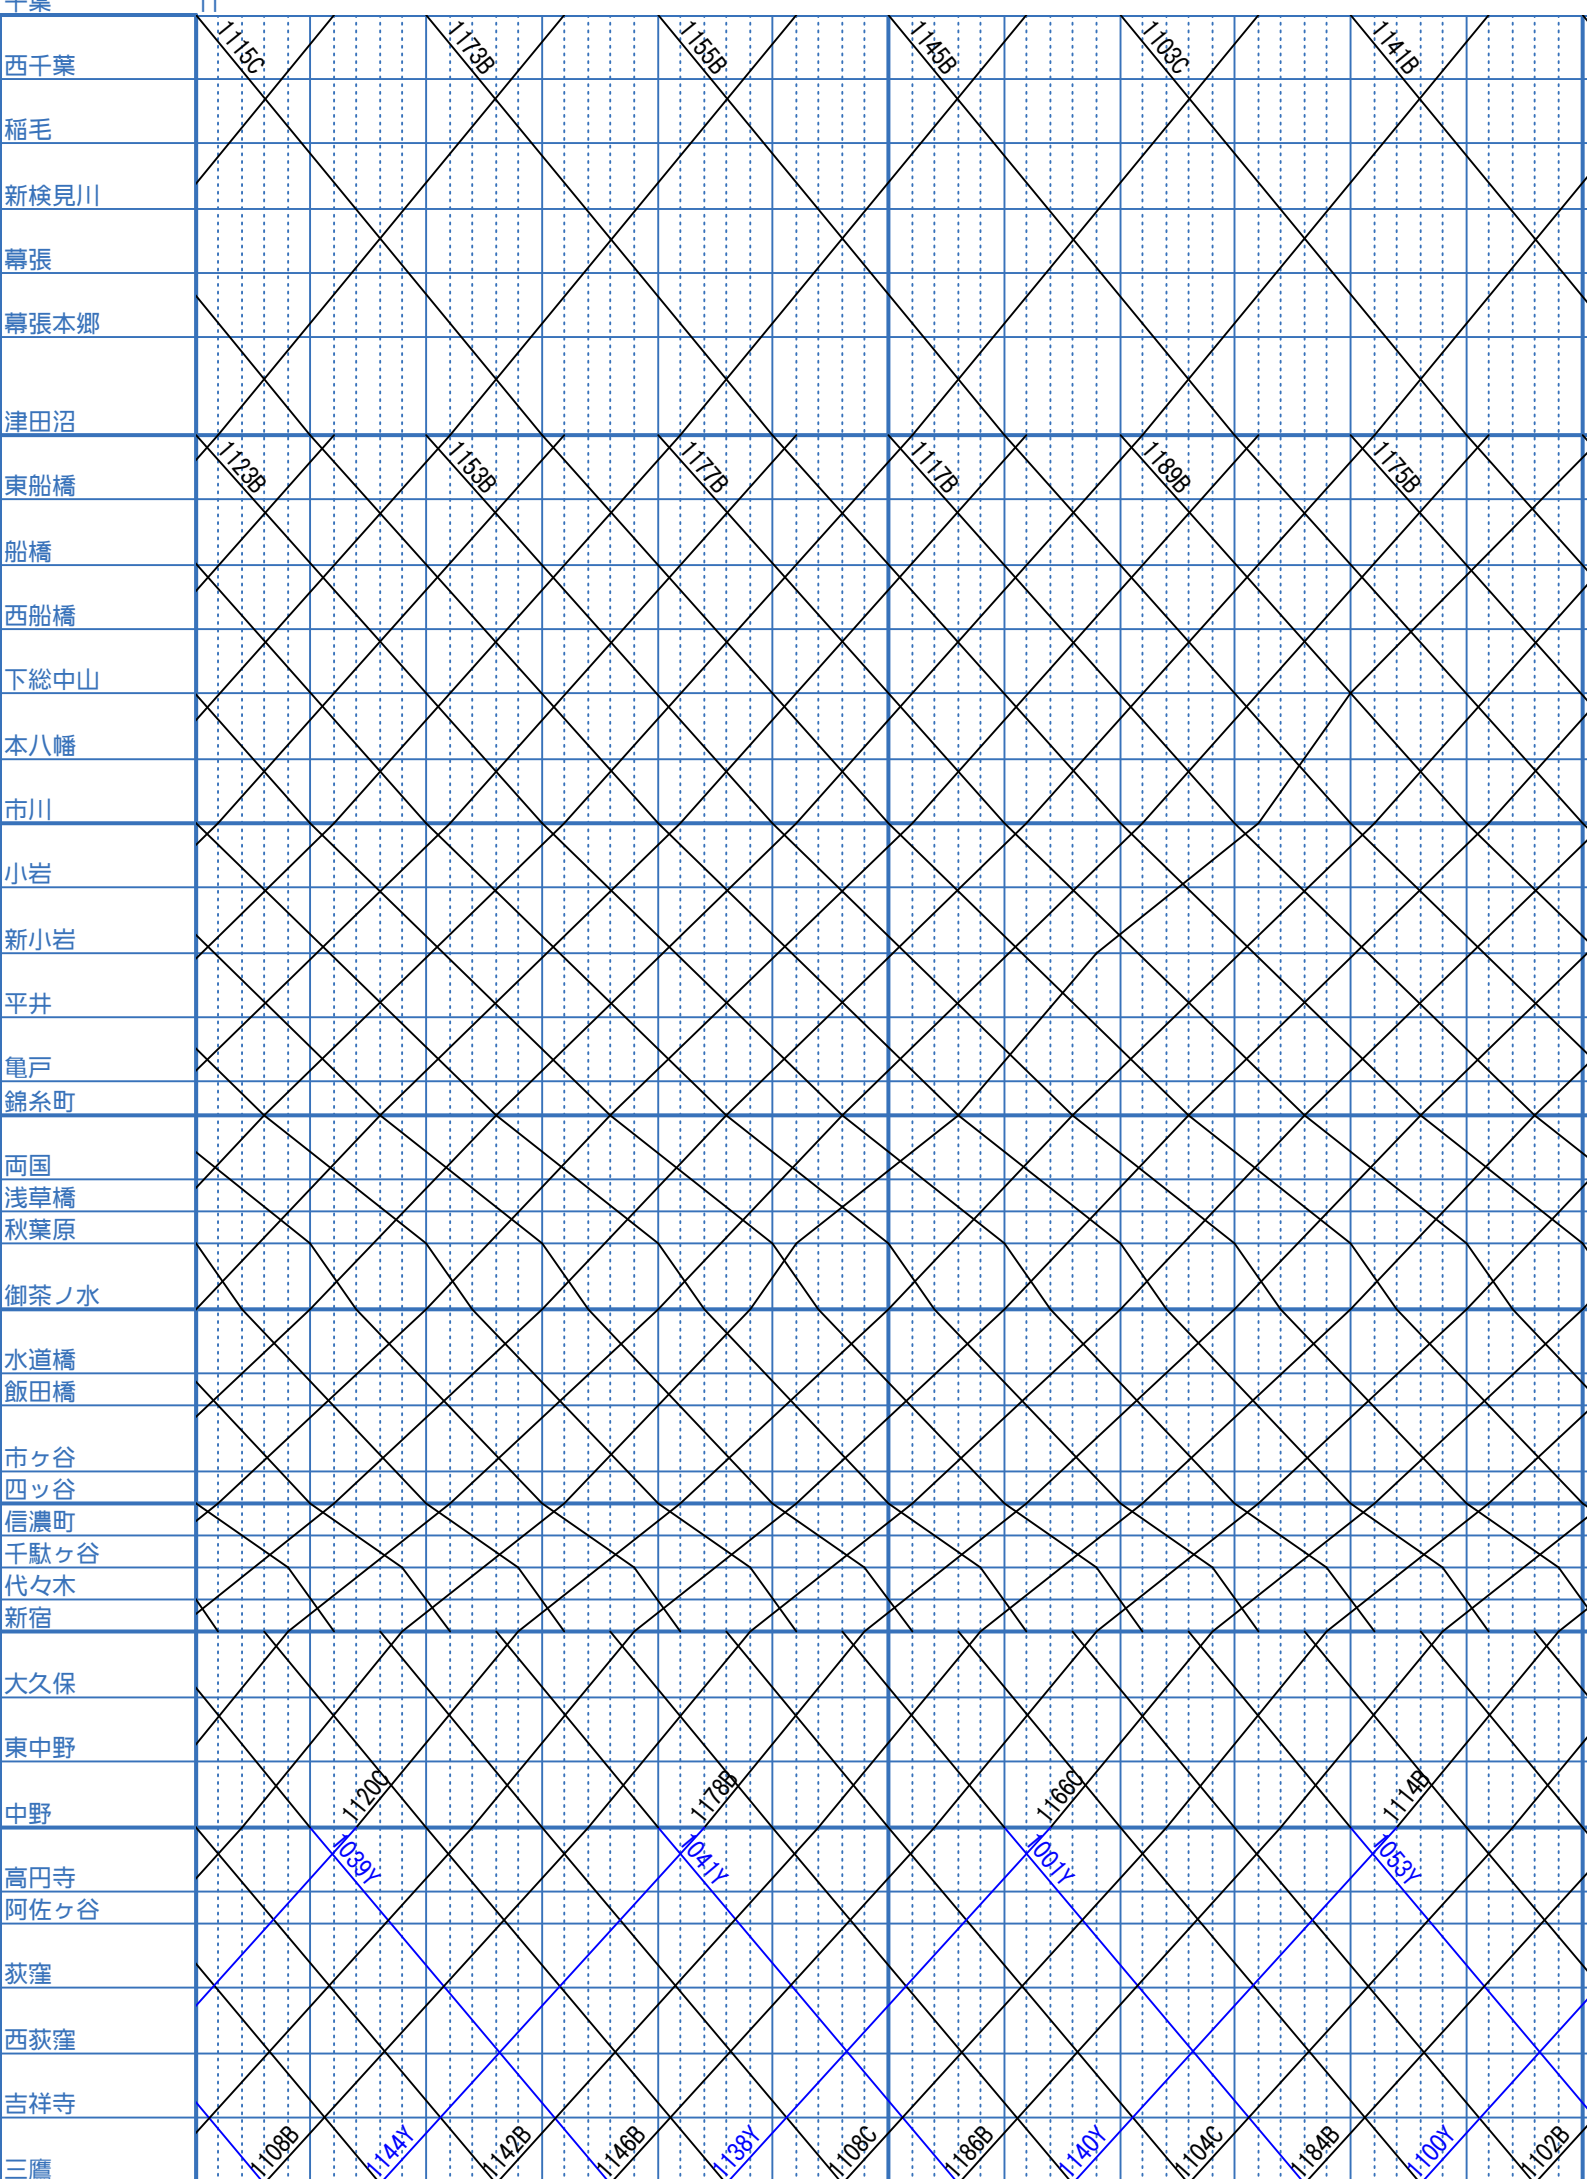 千葉 11
西千葉 1115C 1173B 1155B 1145B 1103C 1141B
稲毛
新検見川
幕張
幕張本郷
津田沼
東船橋 1123B 1153B 1177B 1117B 1189B 1175B
船橋
西船橋
下総中山
本八幡
市川
小岩
新小岩
平井
亀戸
錦糸町
両国
浅草橋
秋葉原
御茶ノ水
水道橋
飯田橋
市ヶ谷
四ッ谷
信濃町
千駄ヶ谷
代々木
新宿
大久保
東中野
中野 1120C 1178B 1166C 1114B
高円寺 1039Y 1041Y 1001Y 1053Y
阿佐ヶ谷
荻窪
西荻窪
吉祥寺
三鷹 1108B 1144Y 1142B 1146B 1138Y 1108C 1186B 1140Y 1104C 1184B 1100Y 1102B